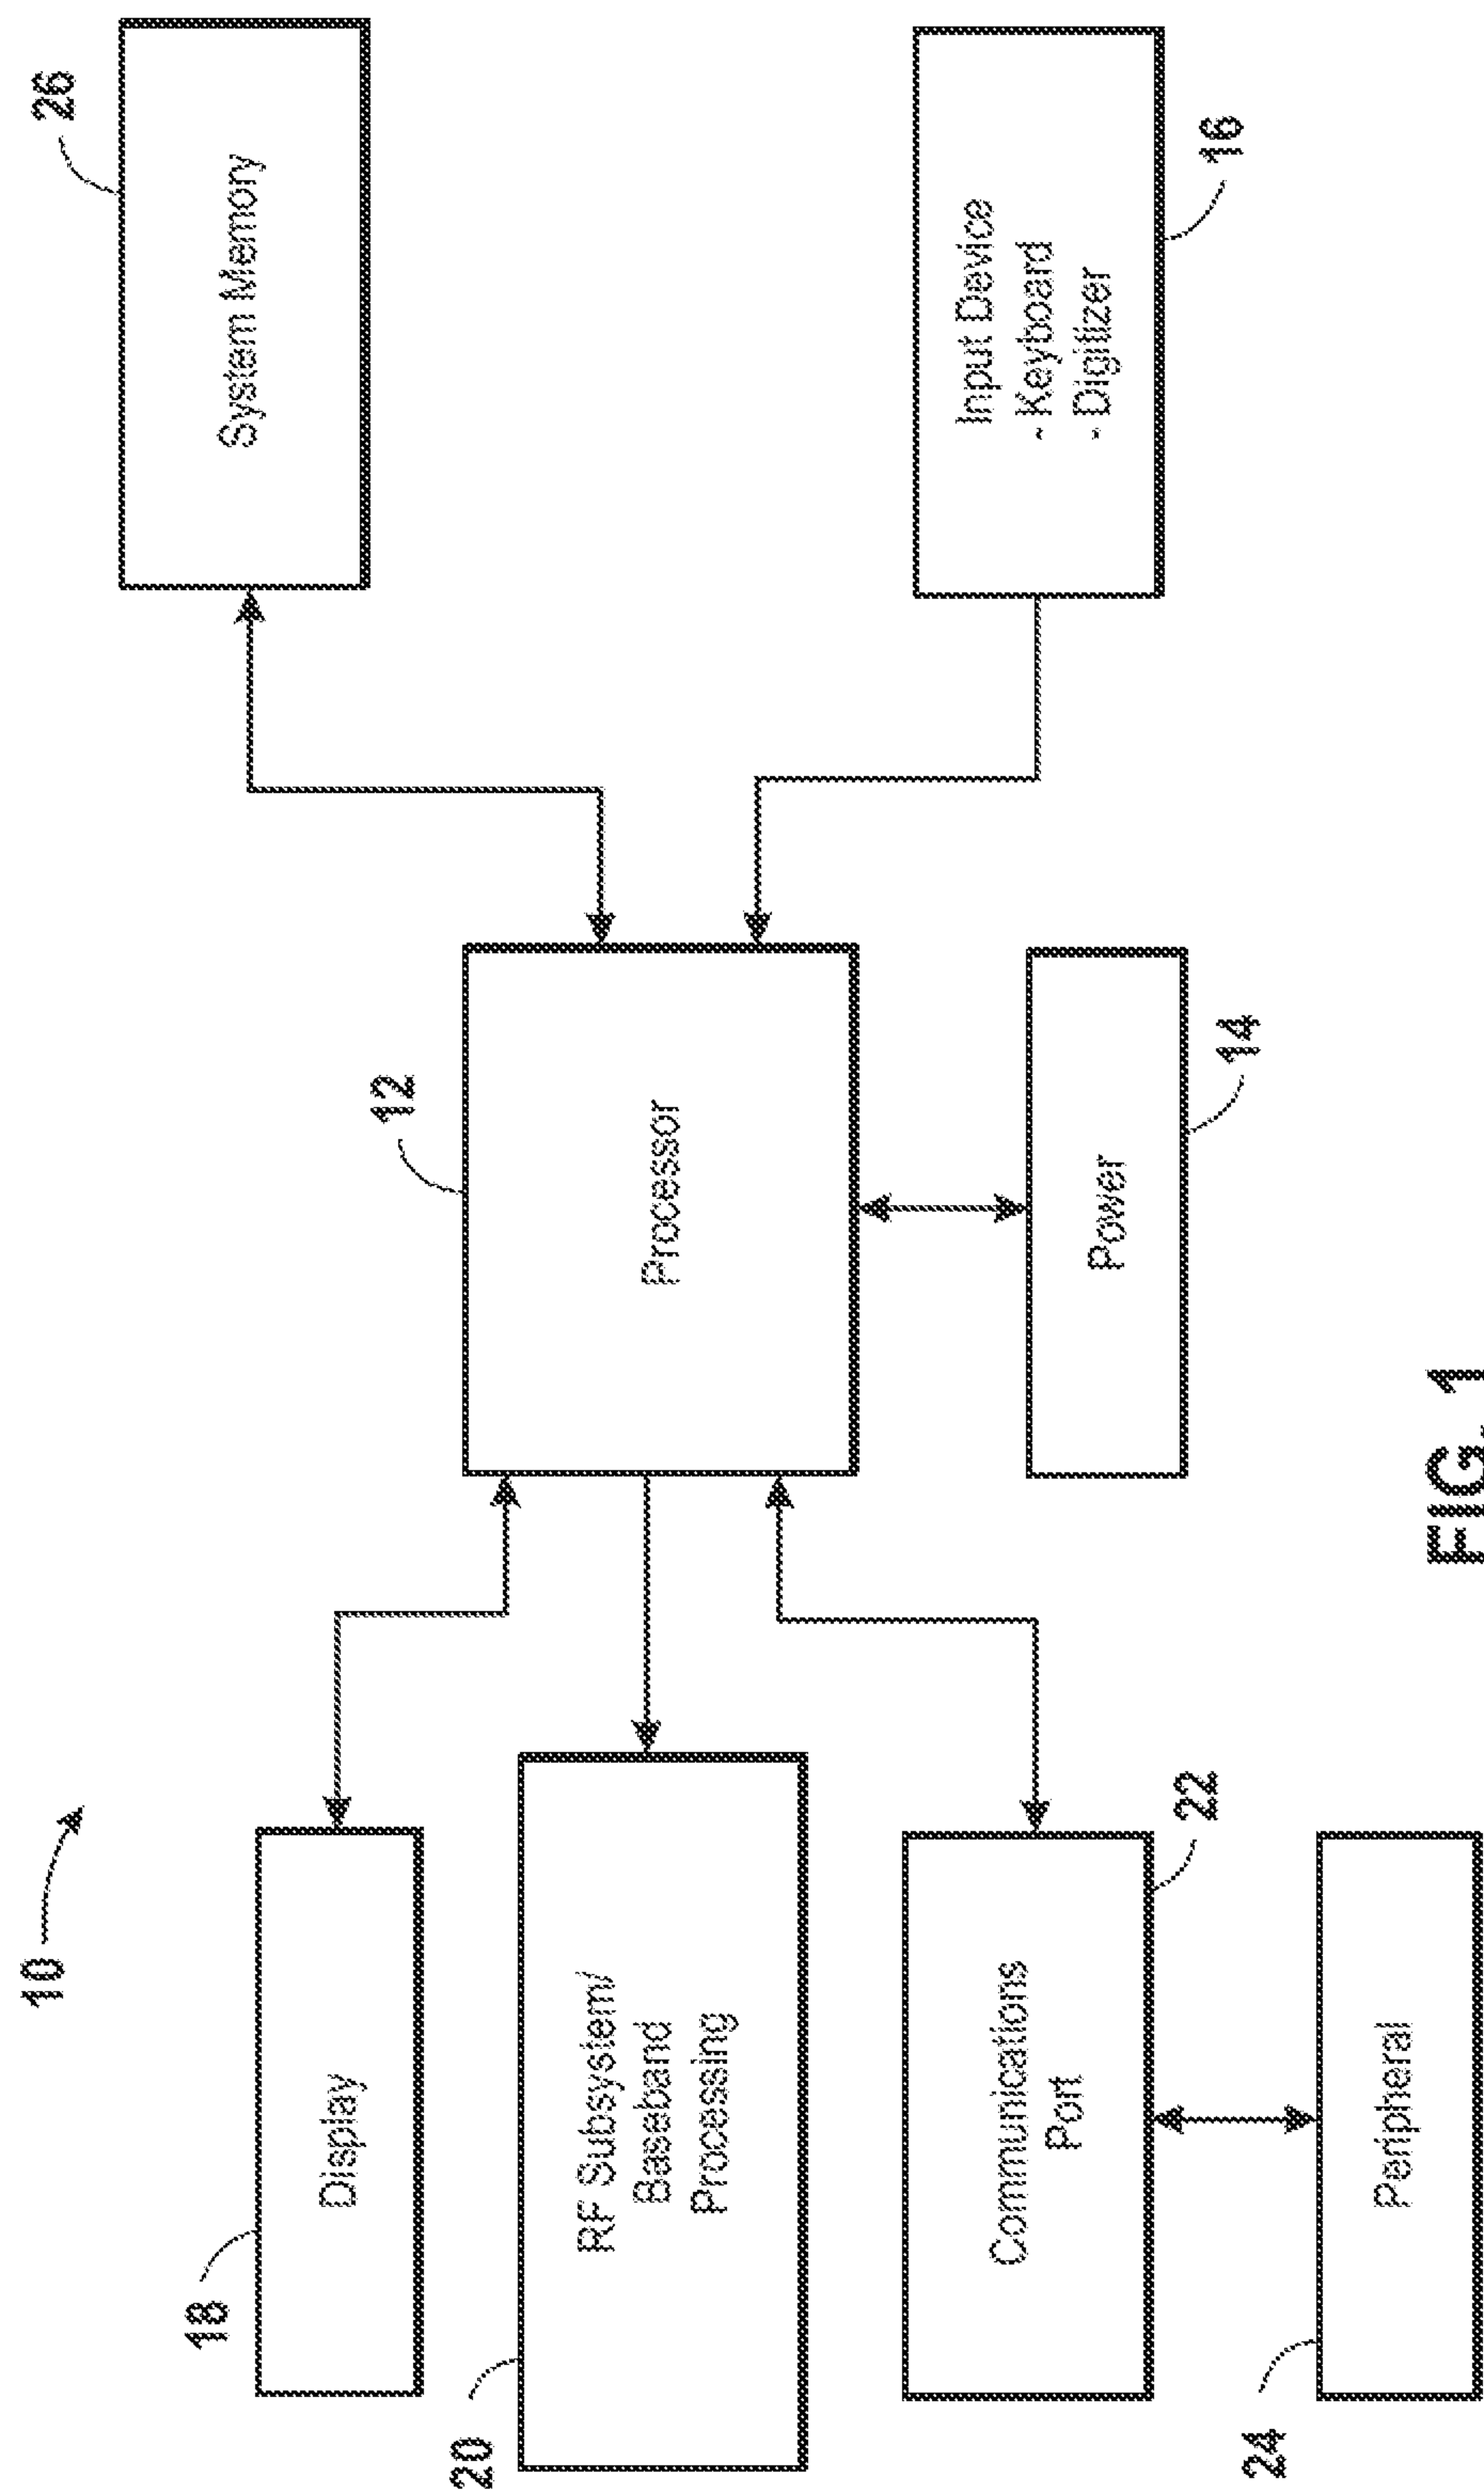 10
18
Display
20
RF Subsystem/
Baseband
Processing
Communications
Port
22
24
Peripheral
12
Processor
Power
14
26
System Memory
Input Device
- Keyboard
- Digitizer
16
FIG. 1